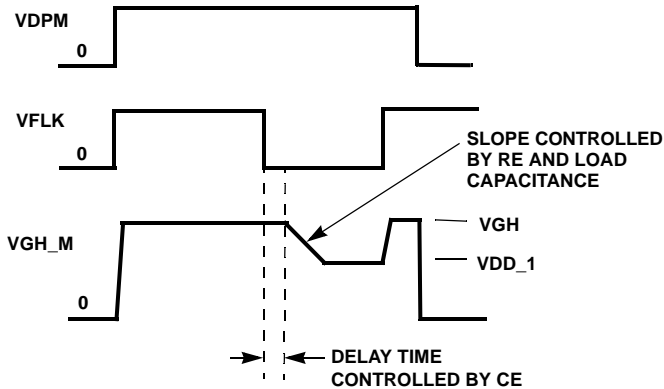 VDPM
0
VFLK
0
SLOPE CONTROLLED
BY RE AND LOAD
CAPACITANCE
VGH_M
VGH
VDD_1
0
DELAY TIME
CONTROLLED BY CE